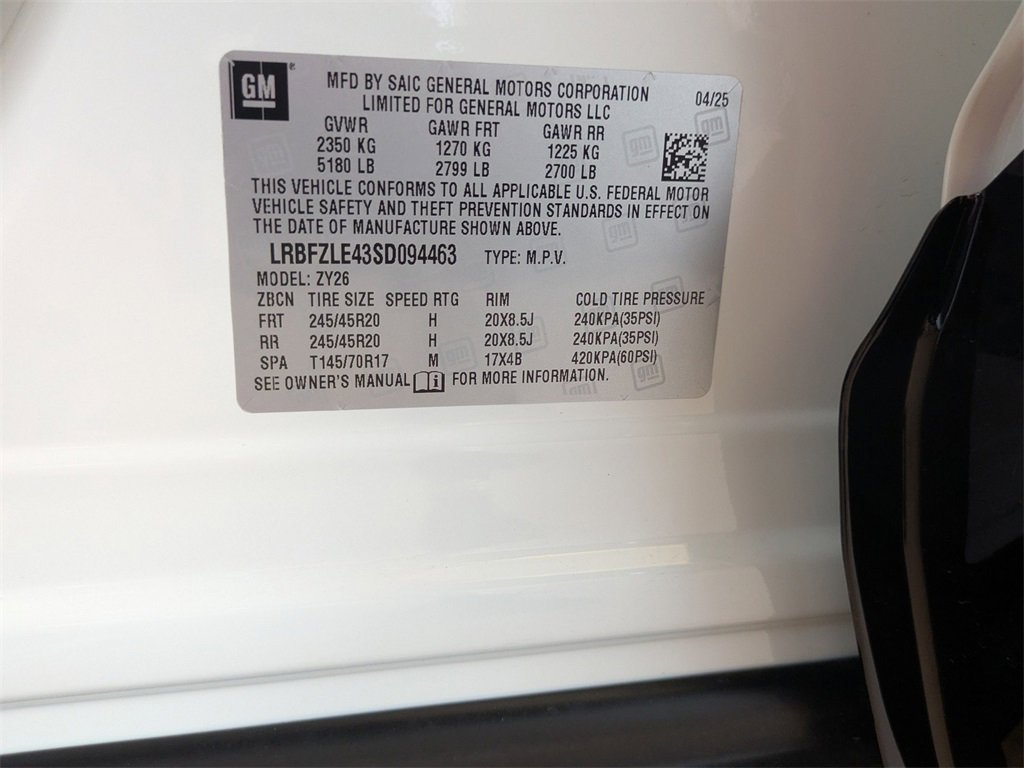 GM ®
MFD BY SAIC GENERAL MOTORS CORPORATION
LIMITED FOR GENERAL MOTORS LLC
04/25
GVWR GAWR FRT GAWR RR
2350 KG 1270 KG 1225 KG
5180 LB 2799 LB 2700 LB
THIS VEHICLE CONFORMS TO ALL APPLICABLE U.S. FEDERAL MOTOR
VEHICLE SAFETY AND THEFT PREVENTION STANDARDS IN EFFECT ON
THE DATE OF MANUFACTURE SHOWN ABOVE.
LRBFZLE43SD094463 TYPE: M.P.V.
MODEL: ZY26
ZBCN TIRE SIZE SPEED RTG RIM COLD TIRE PRESSURE
FRT 245/45R20 H 20X8.5J 240KPA(35PSI)
RR 245/45R20 H 20X8.5J 240KPA(35PSI)
SPA T145/70R17 M 17X4B 420KPA(60PSI)
SEE OWNER'S MANUAL i FOR MORE INFORMATION.